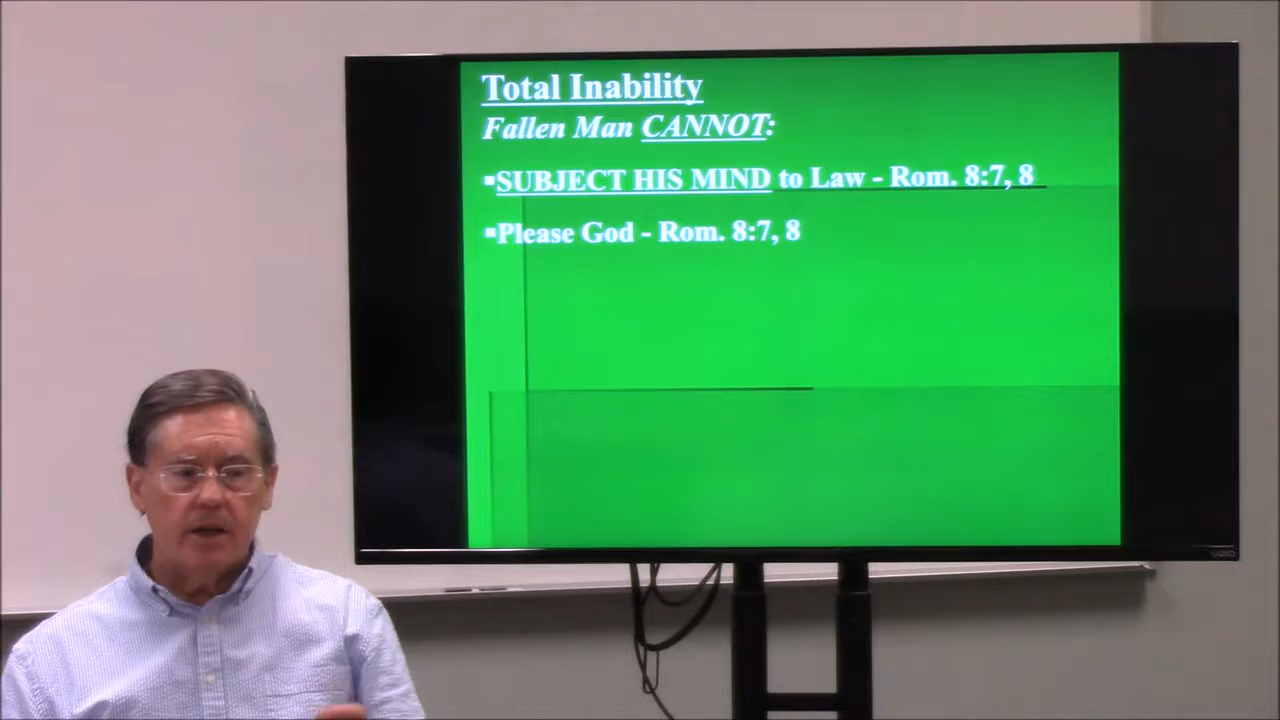 Total Inability
Fallen Man CANNOT:
▪SUBJECT HIS MIND to Law - Rom. 8:7, 8
▪Please God - Rom. 8:7, 8
VIZIO